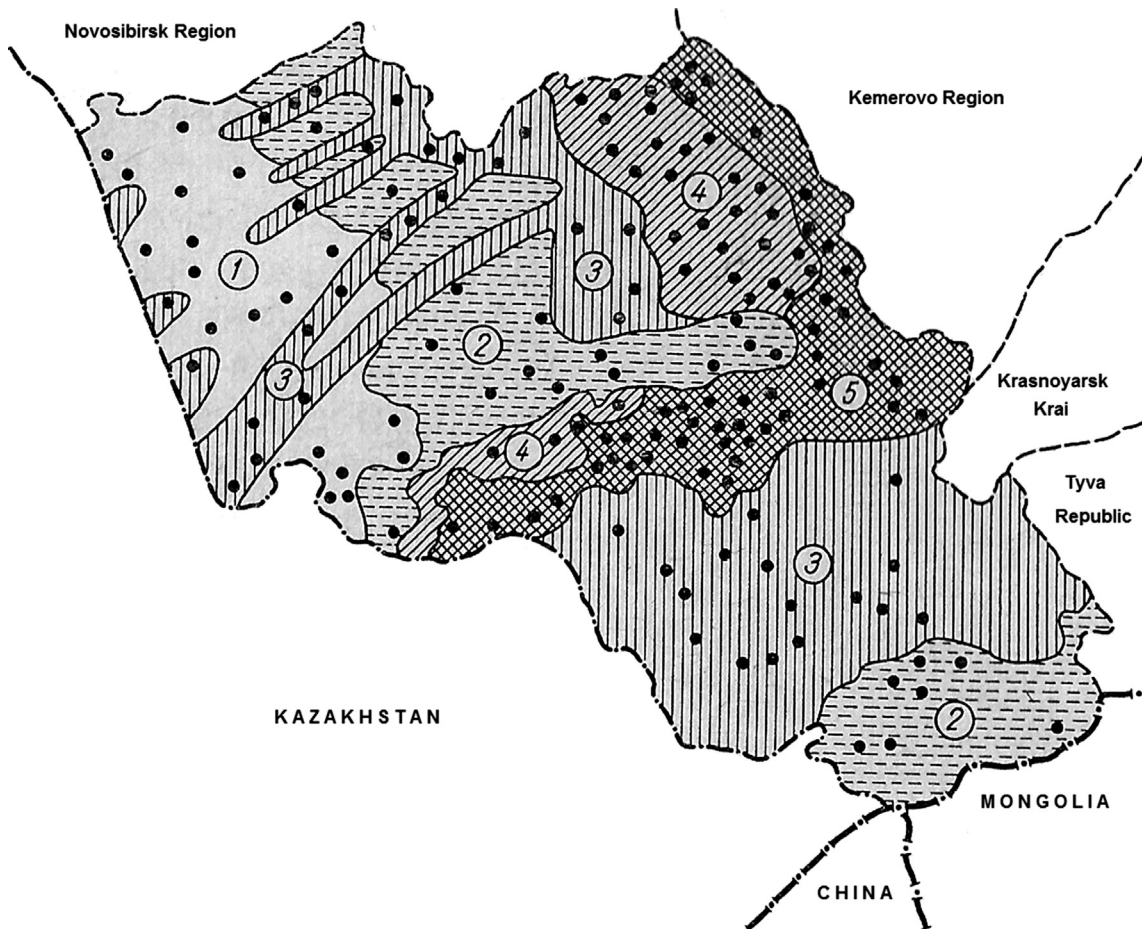 Novosibirsk Region
Kemerovo Region
4
1
3
2
3
5
Krasnoyarsk
Krai
4
Tyva
Republic
3
KAZAKHSTAN
2
MONGOLIA
CHINA